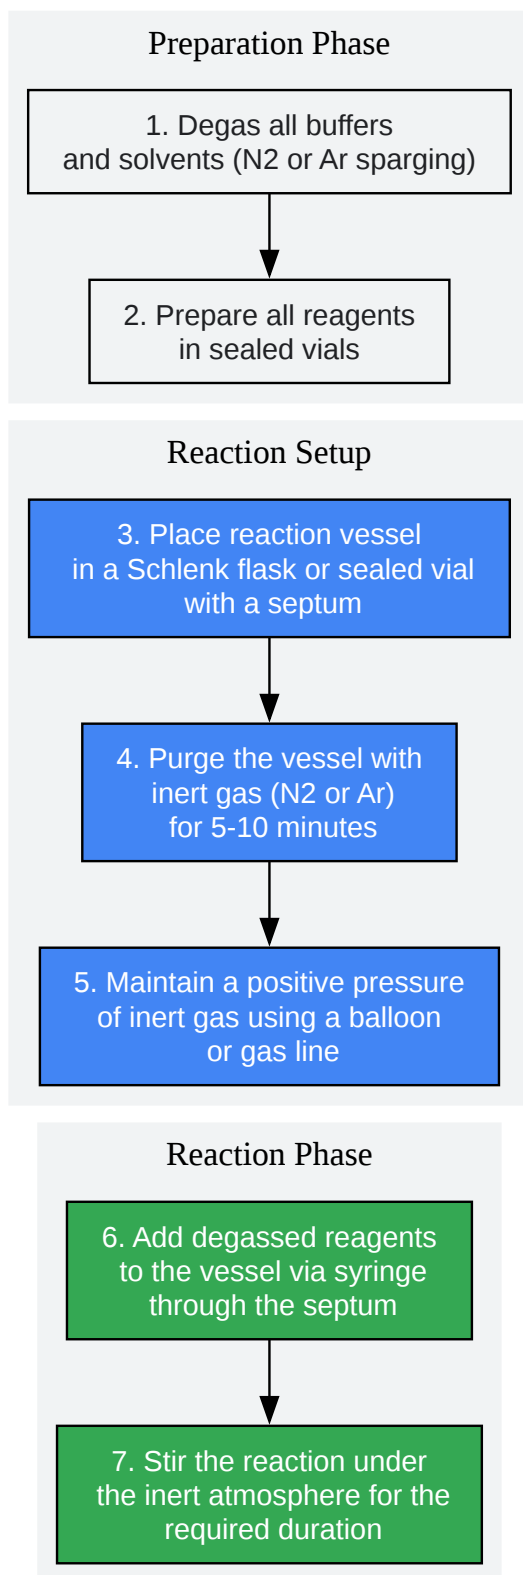 Preparation Phase
1. Degas all buffers
and solvents (N2 or Ar sparging)
2. Prepare all reagents
in sealed vials
Reaction Setup
3. Place reaction vessel
in a Schlenk flask or sealed vial
with a septum
4. Purge the vessel with
inert gas (N2 or Ar)
for 5-10 minutes
5. Maintain a positive pressure
of inert gas using a balloon
or gas line
Reaction Phase
6. Add degassed reagents
to the vessel via syringe
through the septum
7. Stir the reaction under
the inert atmosphere for the
required duration